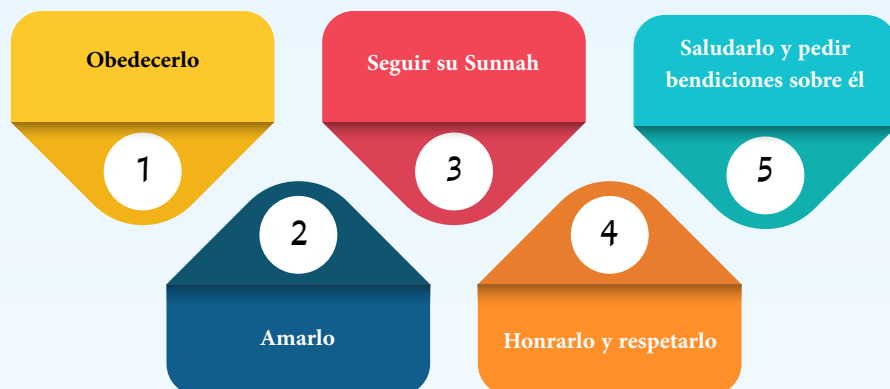 1
Obedecerlo
2
Amarlo
3
Seguir su Sunnah
4
Honrarlo y respetarlo
5
Saludarlo y pedir
bendiciones sobre él